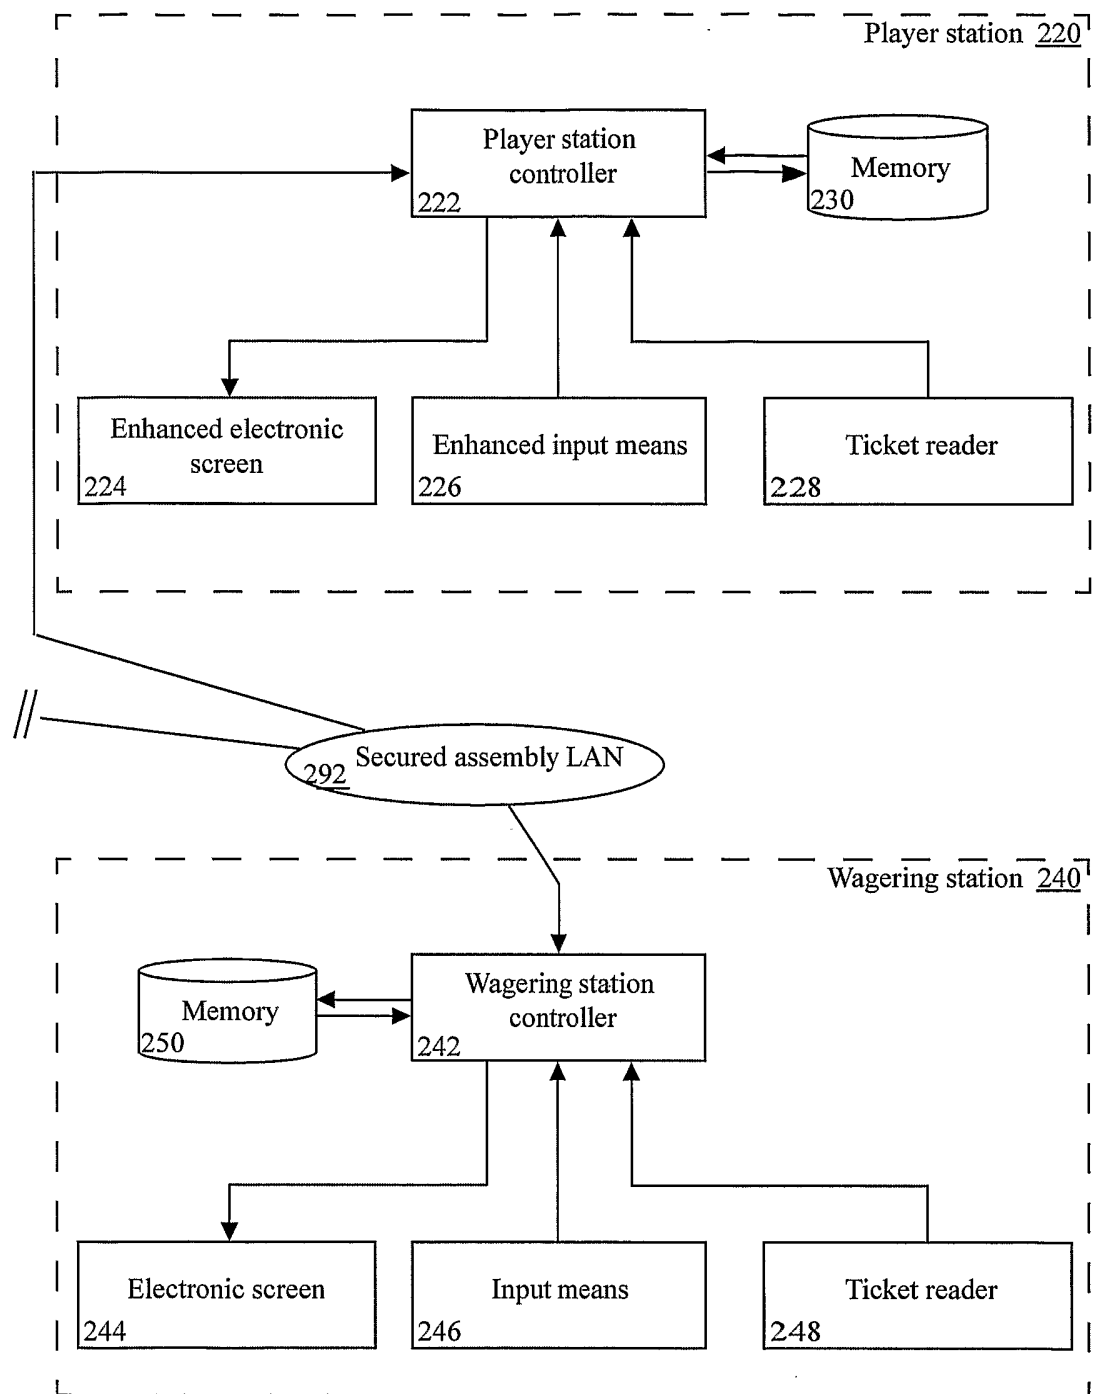 Player station 220
Player station
controller
222
Memory
230
Enhanced electronic
screen
224
Enhanced input means
226
Ticket reader
228
Secured assembly LAN
292
Wagering station 240
Wagering station
controller
242
Memory
250
Electronic screen
244
Input means
246
Ticket reader
248